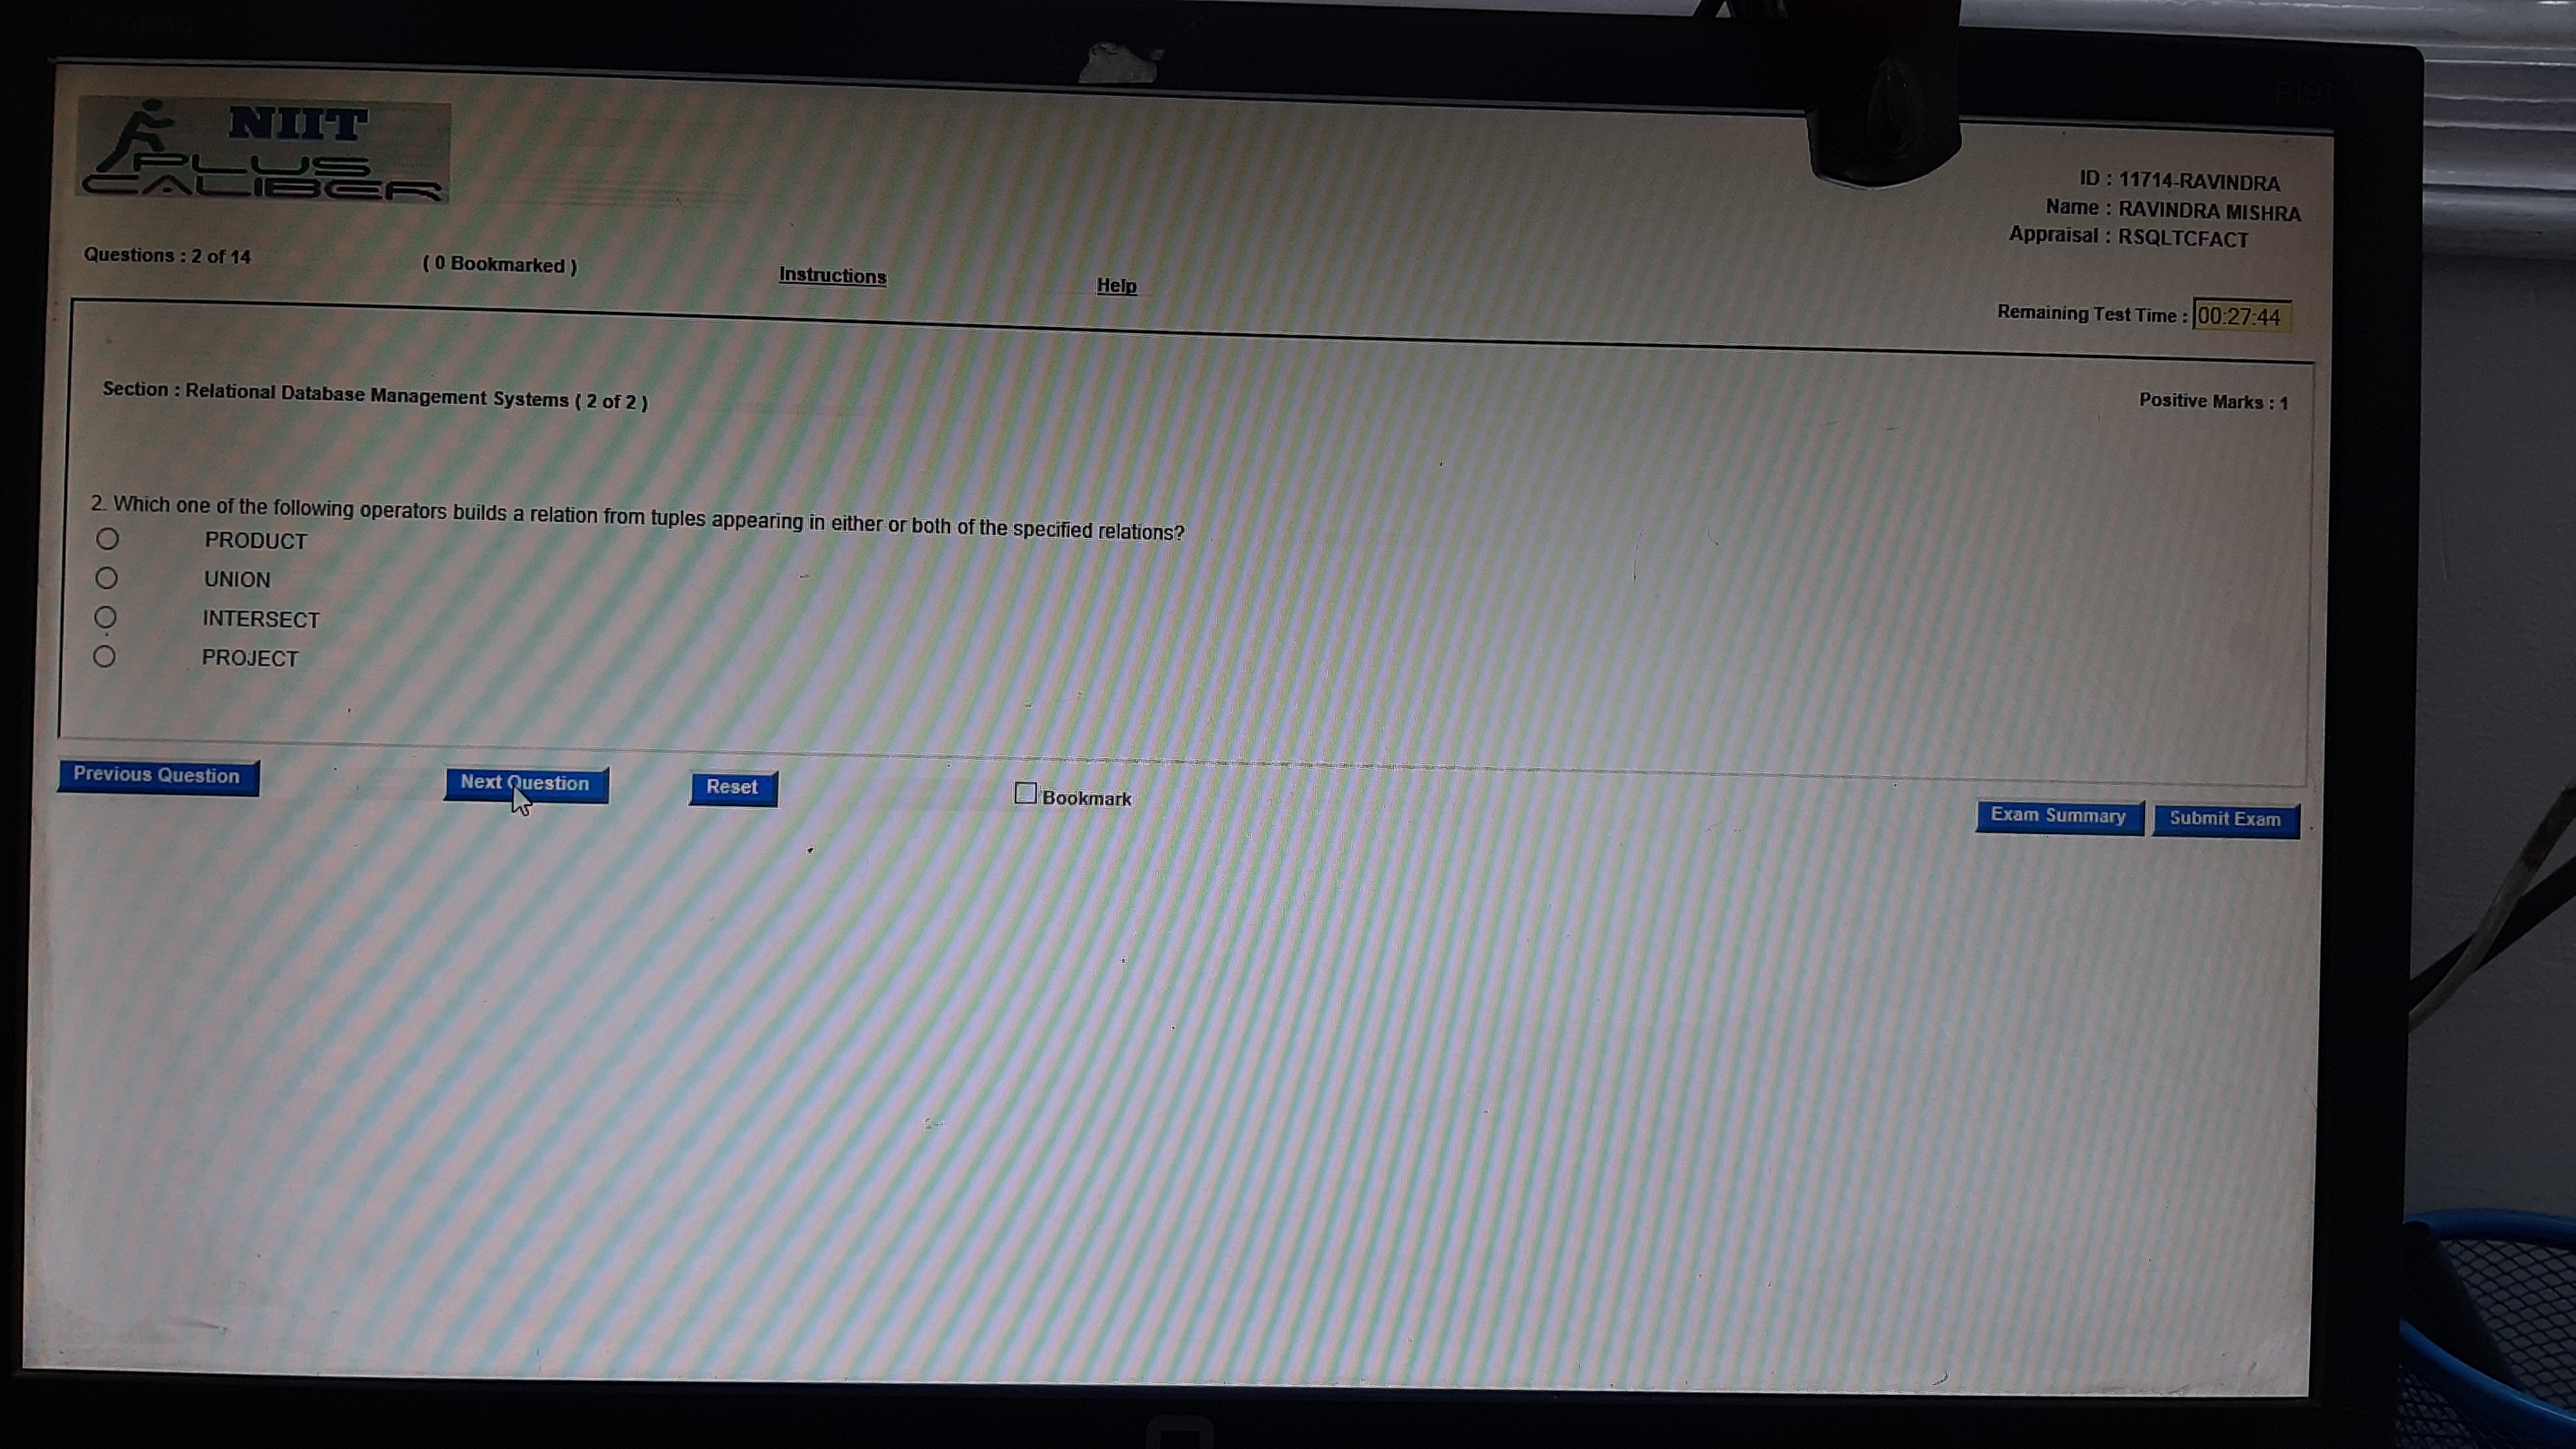 NIIT
PLUS
CALIBER
ID : 11714-RAVINDRA
Name : RAVINDRA MISHRA
Appraisal : RSQLTCFACT
Questions : 2 of 14
( 0 Bookmarked )
Instructions
Help
Remaining Test Time : 00:27:44
Section : Relational Database Management Systems ( 2 of 2 )
Positive Marks : 1
2. Which one of the following operators builds a relation from tuples appearing in either or both of the specified relations?
PRODUCT
UNION
INTERSECT
PROJECT
Previous Question
Next Question
Reset
Bookmark
Exam Summary
Submit Exam